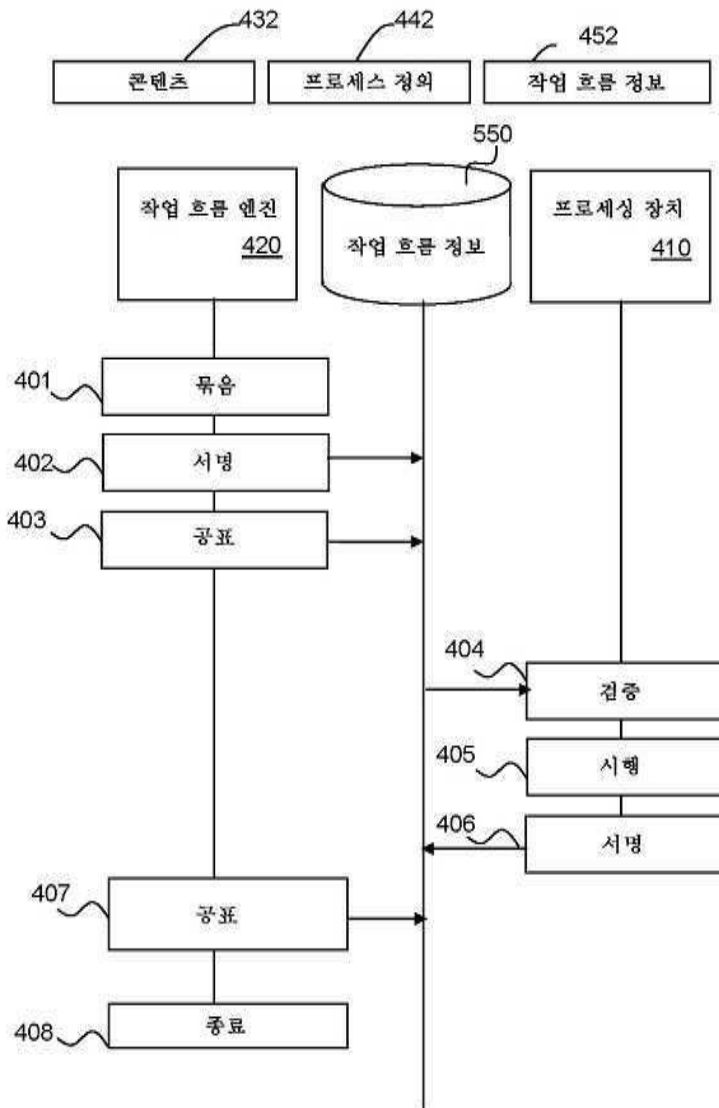 432
442
452
콘텐츠
프로세스 정의
작업 흐름 정보
550
작업 흐름 엔진
420
작업 흐름 정보
프로세싱 장치
410
401
묶음
402
서명
403
공표
404
검증
405
시행
406
서명
407
공표
408
종료